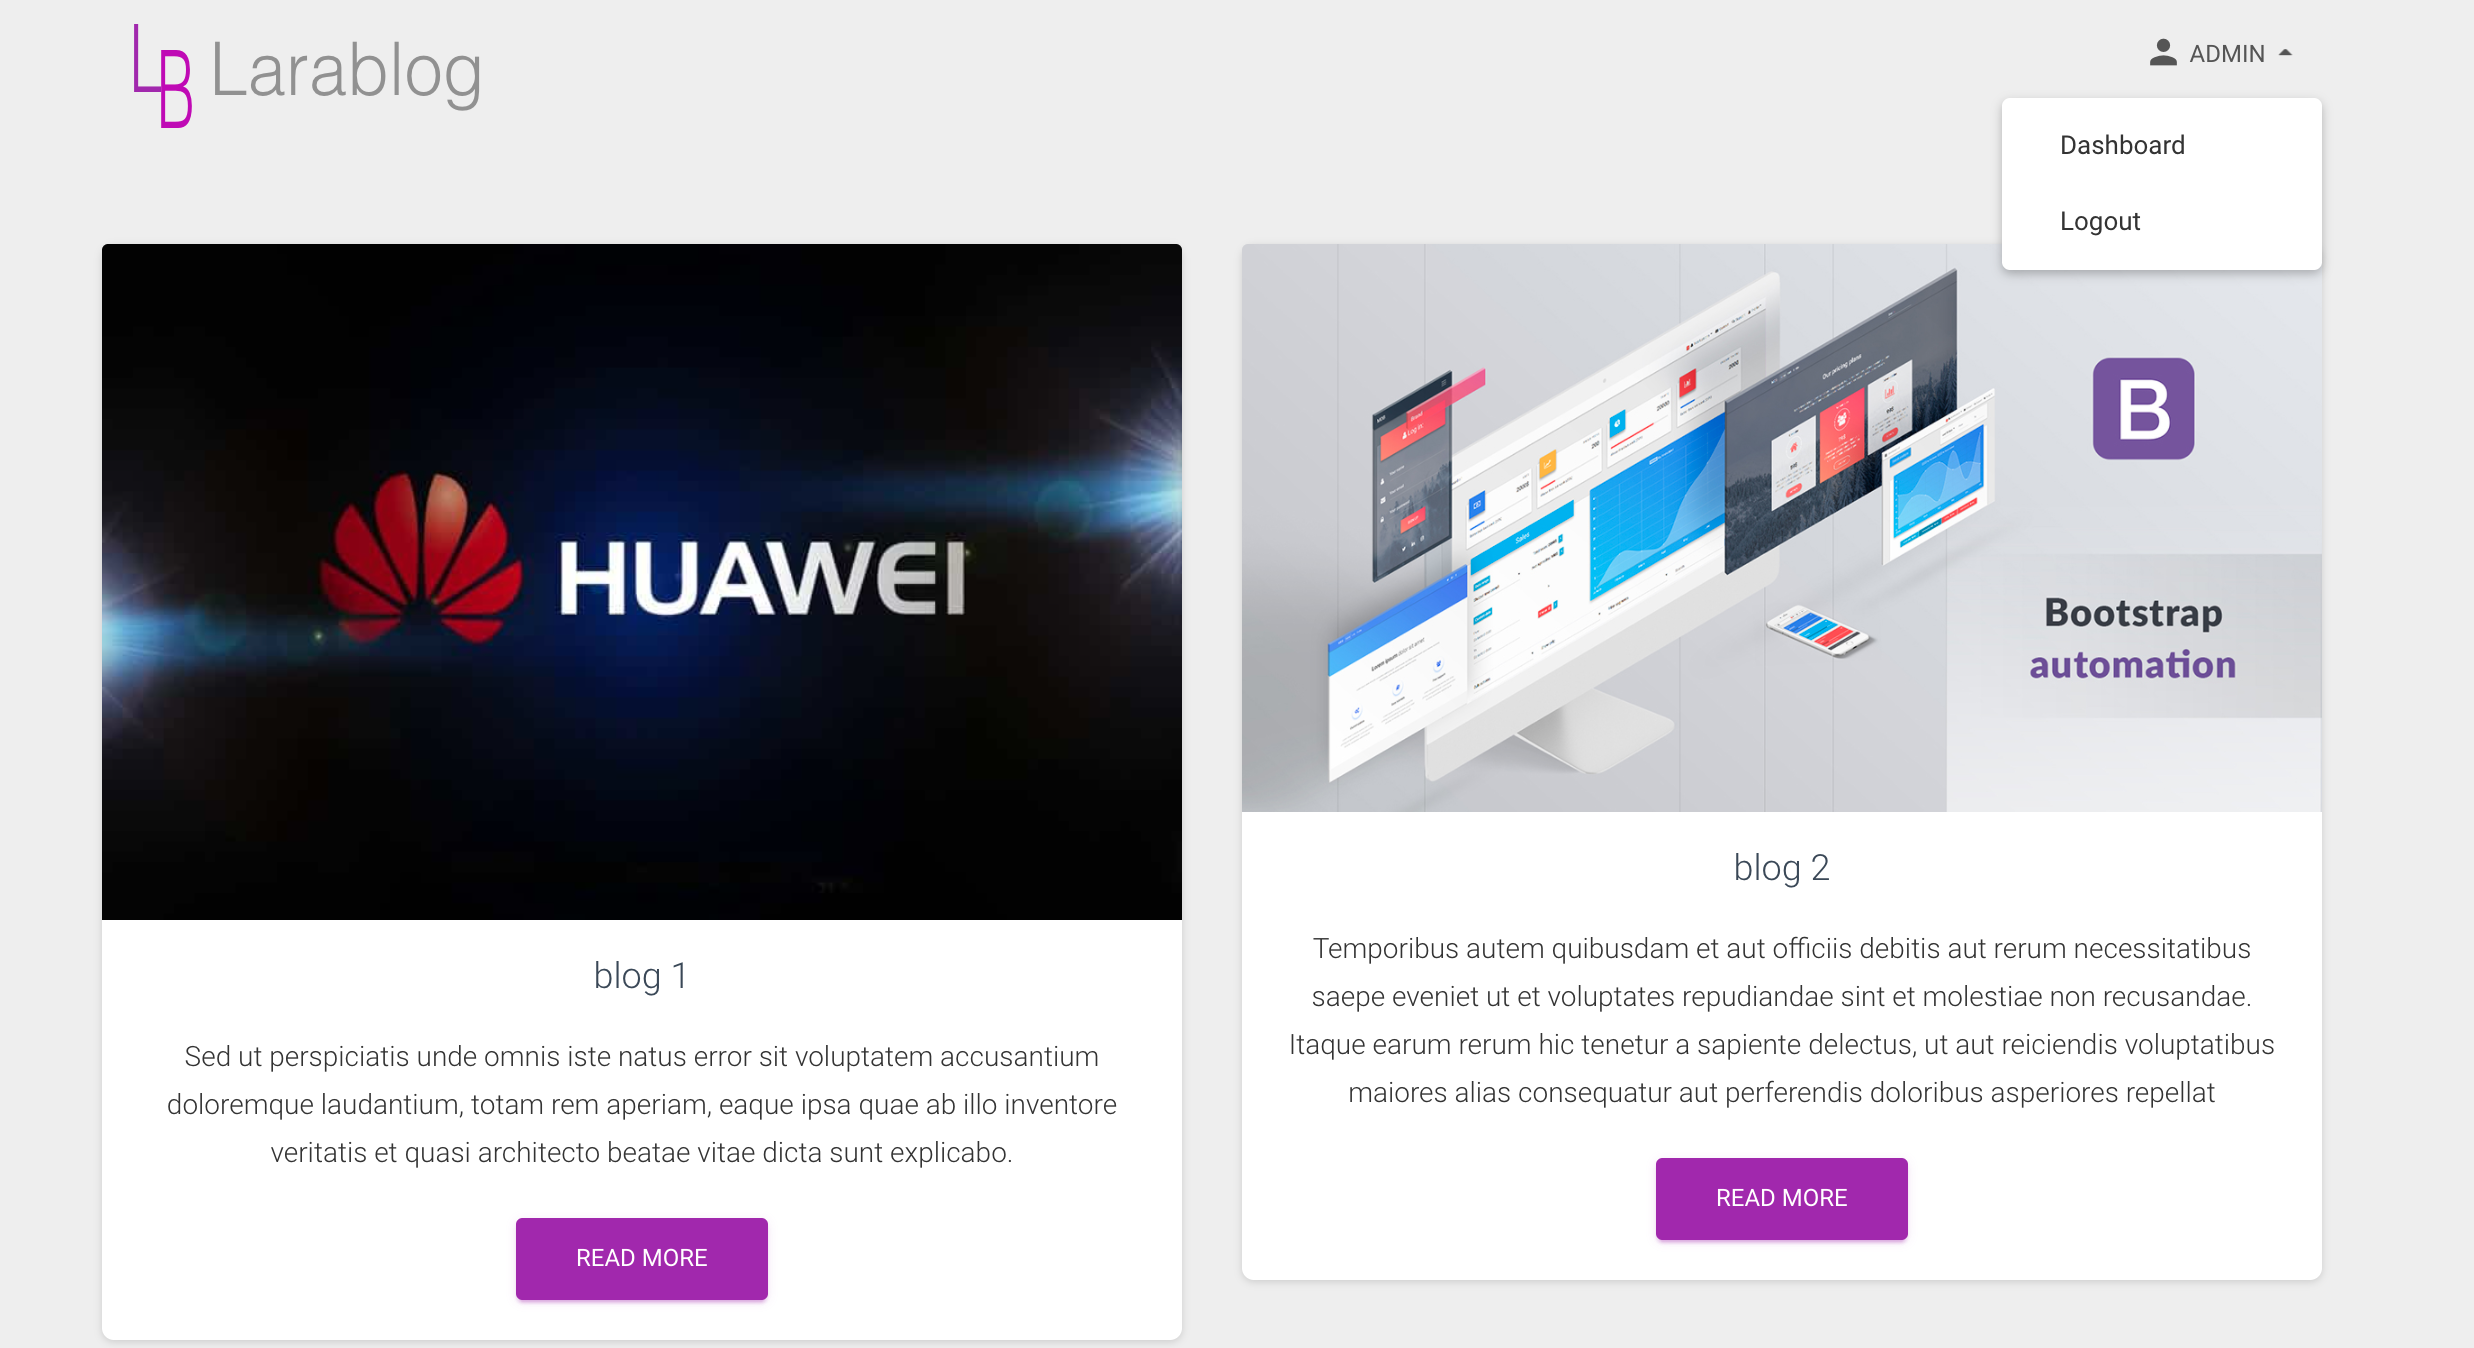 LB Larablog
ADMIN
Dashboard
Logout
HUAWEI
Our pricing plans
Sales
B
Bootstrap
automation
blog 1
Sed ut perspiciatis unde omnis iste natus error sit voluptatem accusantium
doloremque laudantium, totam rem aperiam, eaque ipsa quae ab illo inventore
veritatis et quasi architecto beatae vitae dicta sunt explicabo.
READ MORE
blog 2
Temporibus autem quibusdam et aut officiis debitis aut rerum necessitatibus
saepe eveniet ut et voluptates repudiandae sint et molestiae non recusandae.
Itaque earum rerum hic tenetur a sapiente delectus, ut aut reiciendis voluptatibus
maiores alias consequatur aut perferendis doloribus asperiores repellat
READ MORE